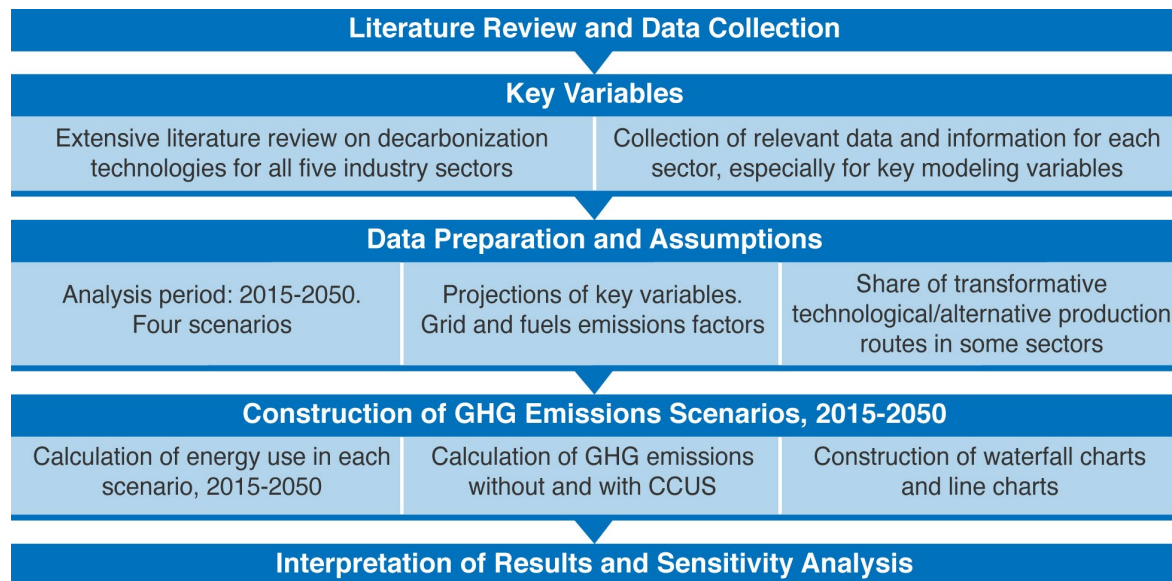 Literature Review and Data Collection
Key Variables
Extensive literature review on decarbonization
technologies for all five industry sectors
Collection of relevant data and information for each
sector, especially for key modeling variables
Data Preparation and Assumptions
Analysis period: 2015-2050.
Four scenarios
Projections of key variables.
Grid and fuels emissions factors
Share of transformative
technological/alternative production
routes in some sectors
Construction of GHG Emissions Scenarios, 2015-2050
Calculation of energy use in each
scenario, 2015-2050
Calculation of GHG emissions
without and with CCUS
Construction of waterfall charts
and line charts
Interpretation of Results and Sensitivity Analysis